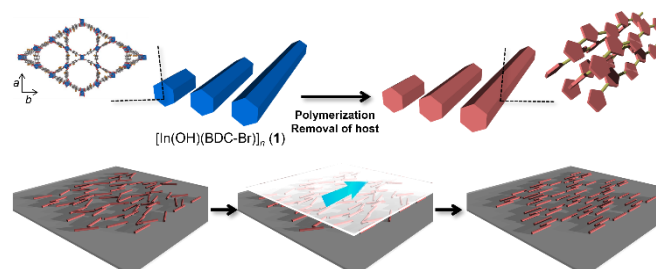 a
b
Polymerization
Removal of host
[In(OH)(BDC-Br)]n (1)